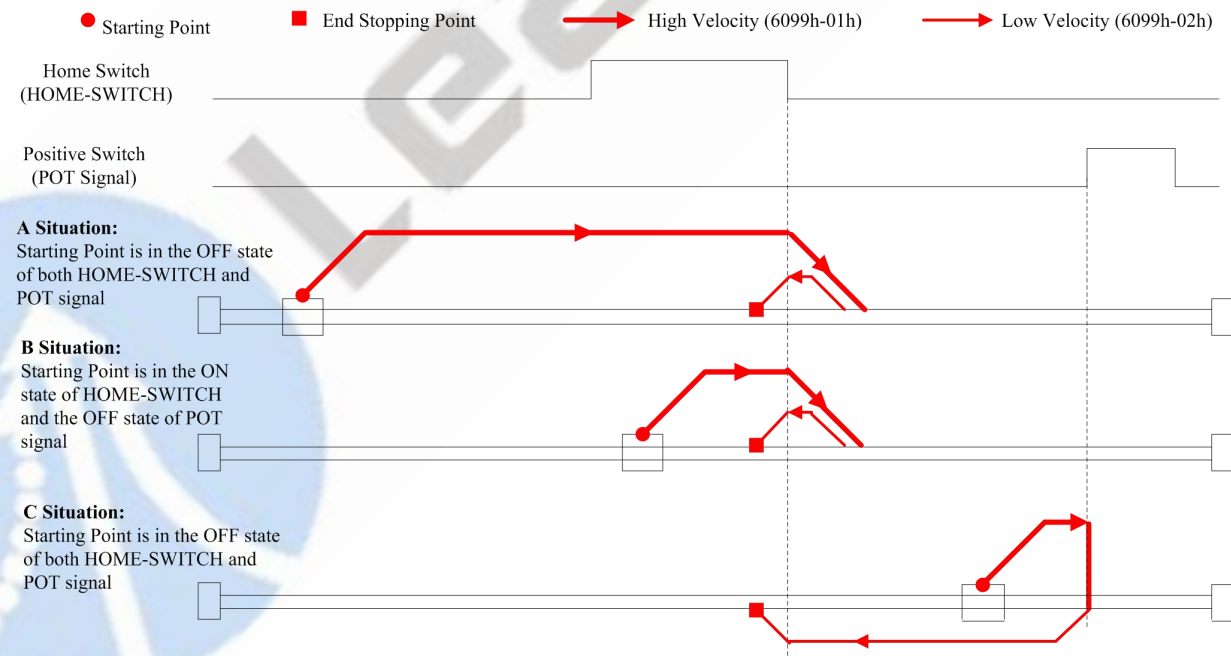 Starting Point
End Stopping Point
High Velocity (6099h-01h)
Low Velocity (6099h-02h)
Home Switch
(HOME-SWITCH)
Positive Switch
(POT Signal)
A Situation:
Starting Point is in the OFF state
of both HOME-SWITCH and
POT signal
B Situation:
Starting Point is in the ON
state of HOME-SWITCH
and the OFF state of POT
signal
C Situation:
Starting Point is in the OFF state
of both HOME-SWITCH and
POT signal